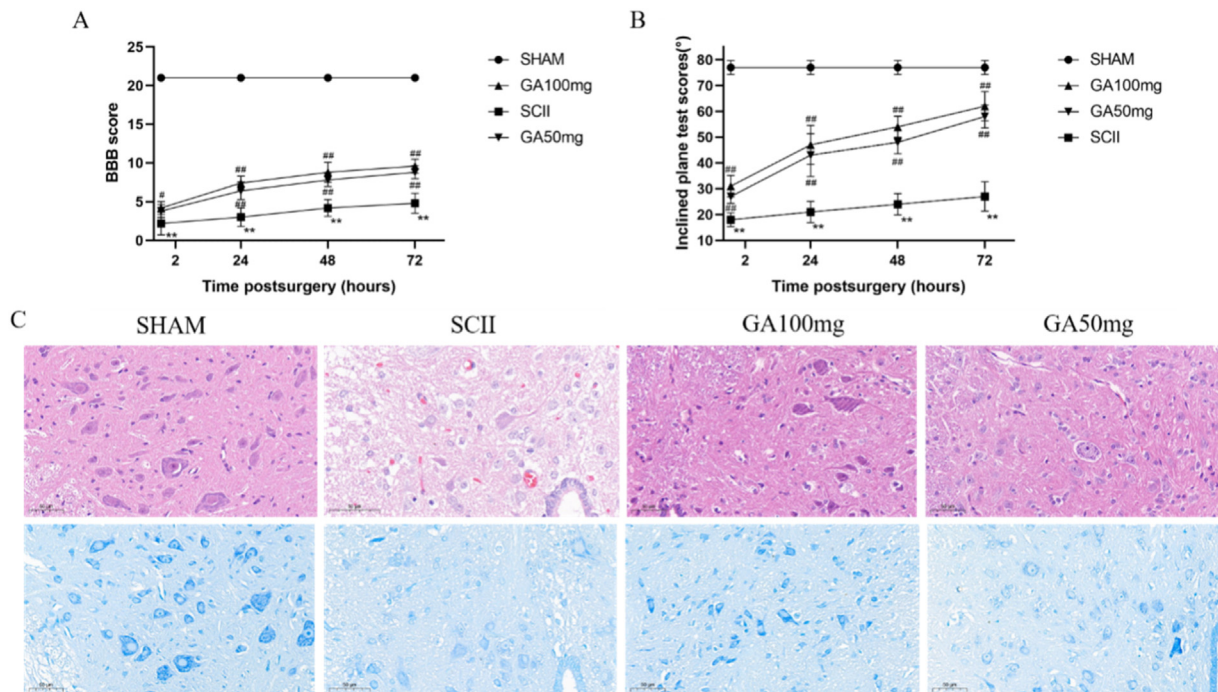 A
25
20
15
10
5
0
BBB score
2 24 48 72
Time postsurgery (hours)
SHAM
GA100mg
SCII
GA50mg
# ## ## ##
## ## ##
** ** ** **
B
80
70
60
50
40
30
20
10
Inclined plane test scores(°)
2 24 48 72
Time postsurgery (hours)
SHAM
GA100mg
GA50mg
SCII
## ## ## ##
## ## ## ##
** ** ** **
C
SHAM SCII GA100mg GA50mg